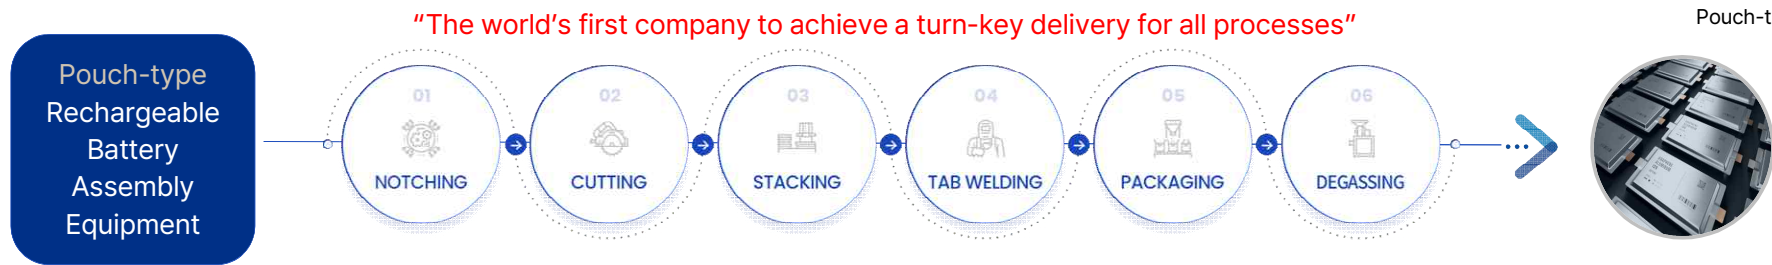 “The world’s first company to achieve a turn-key delivery for all processes”
Pouch-t
Pouch-type
Rechargeable
Battery
Assembly
Equipment
01
NOTCHING
02
CUTTING
03
STACKING
04
TAB WELDING
05
PACKAGING
06
DEGASSING